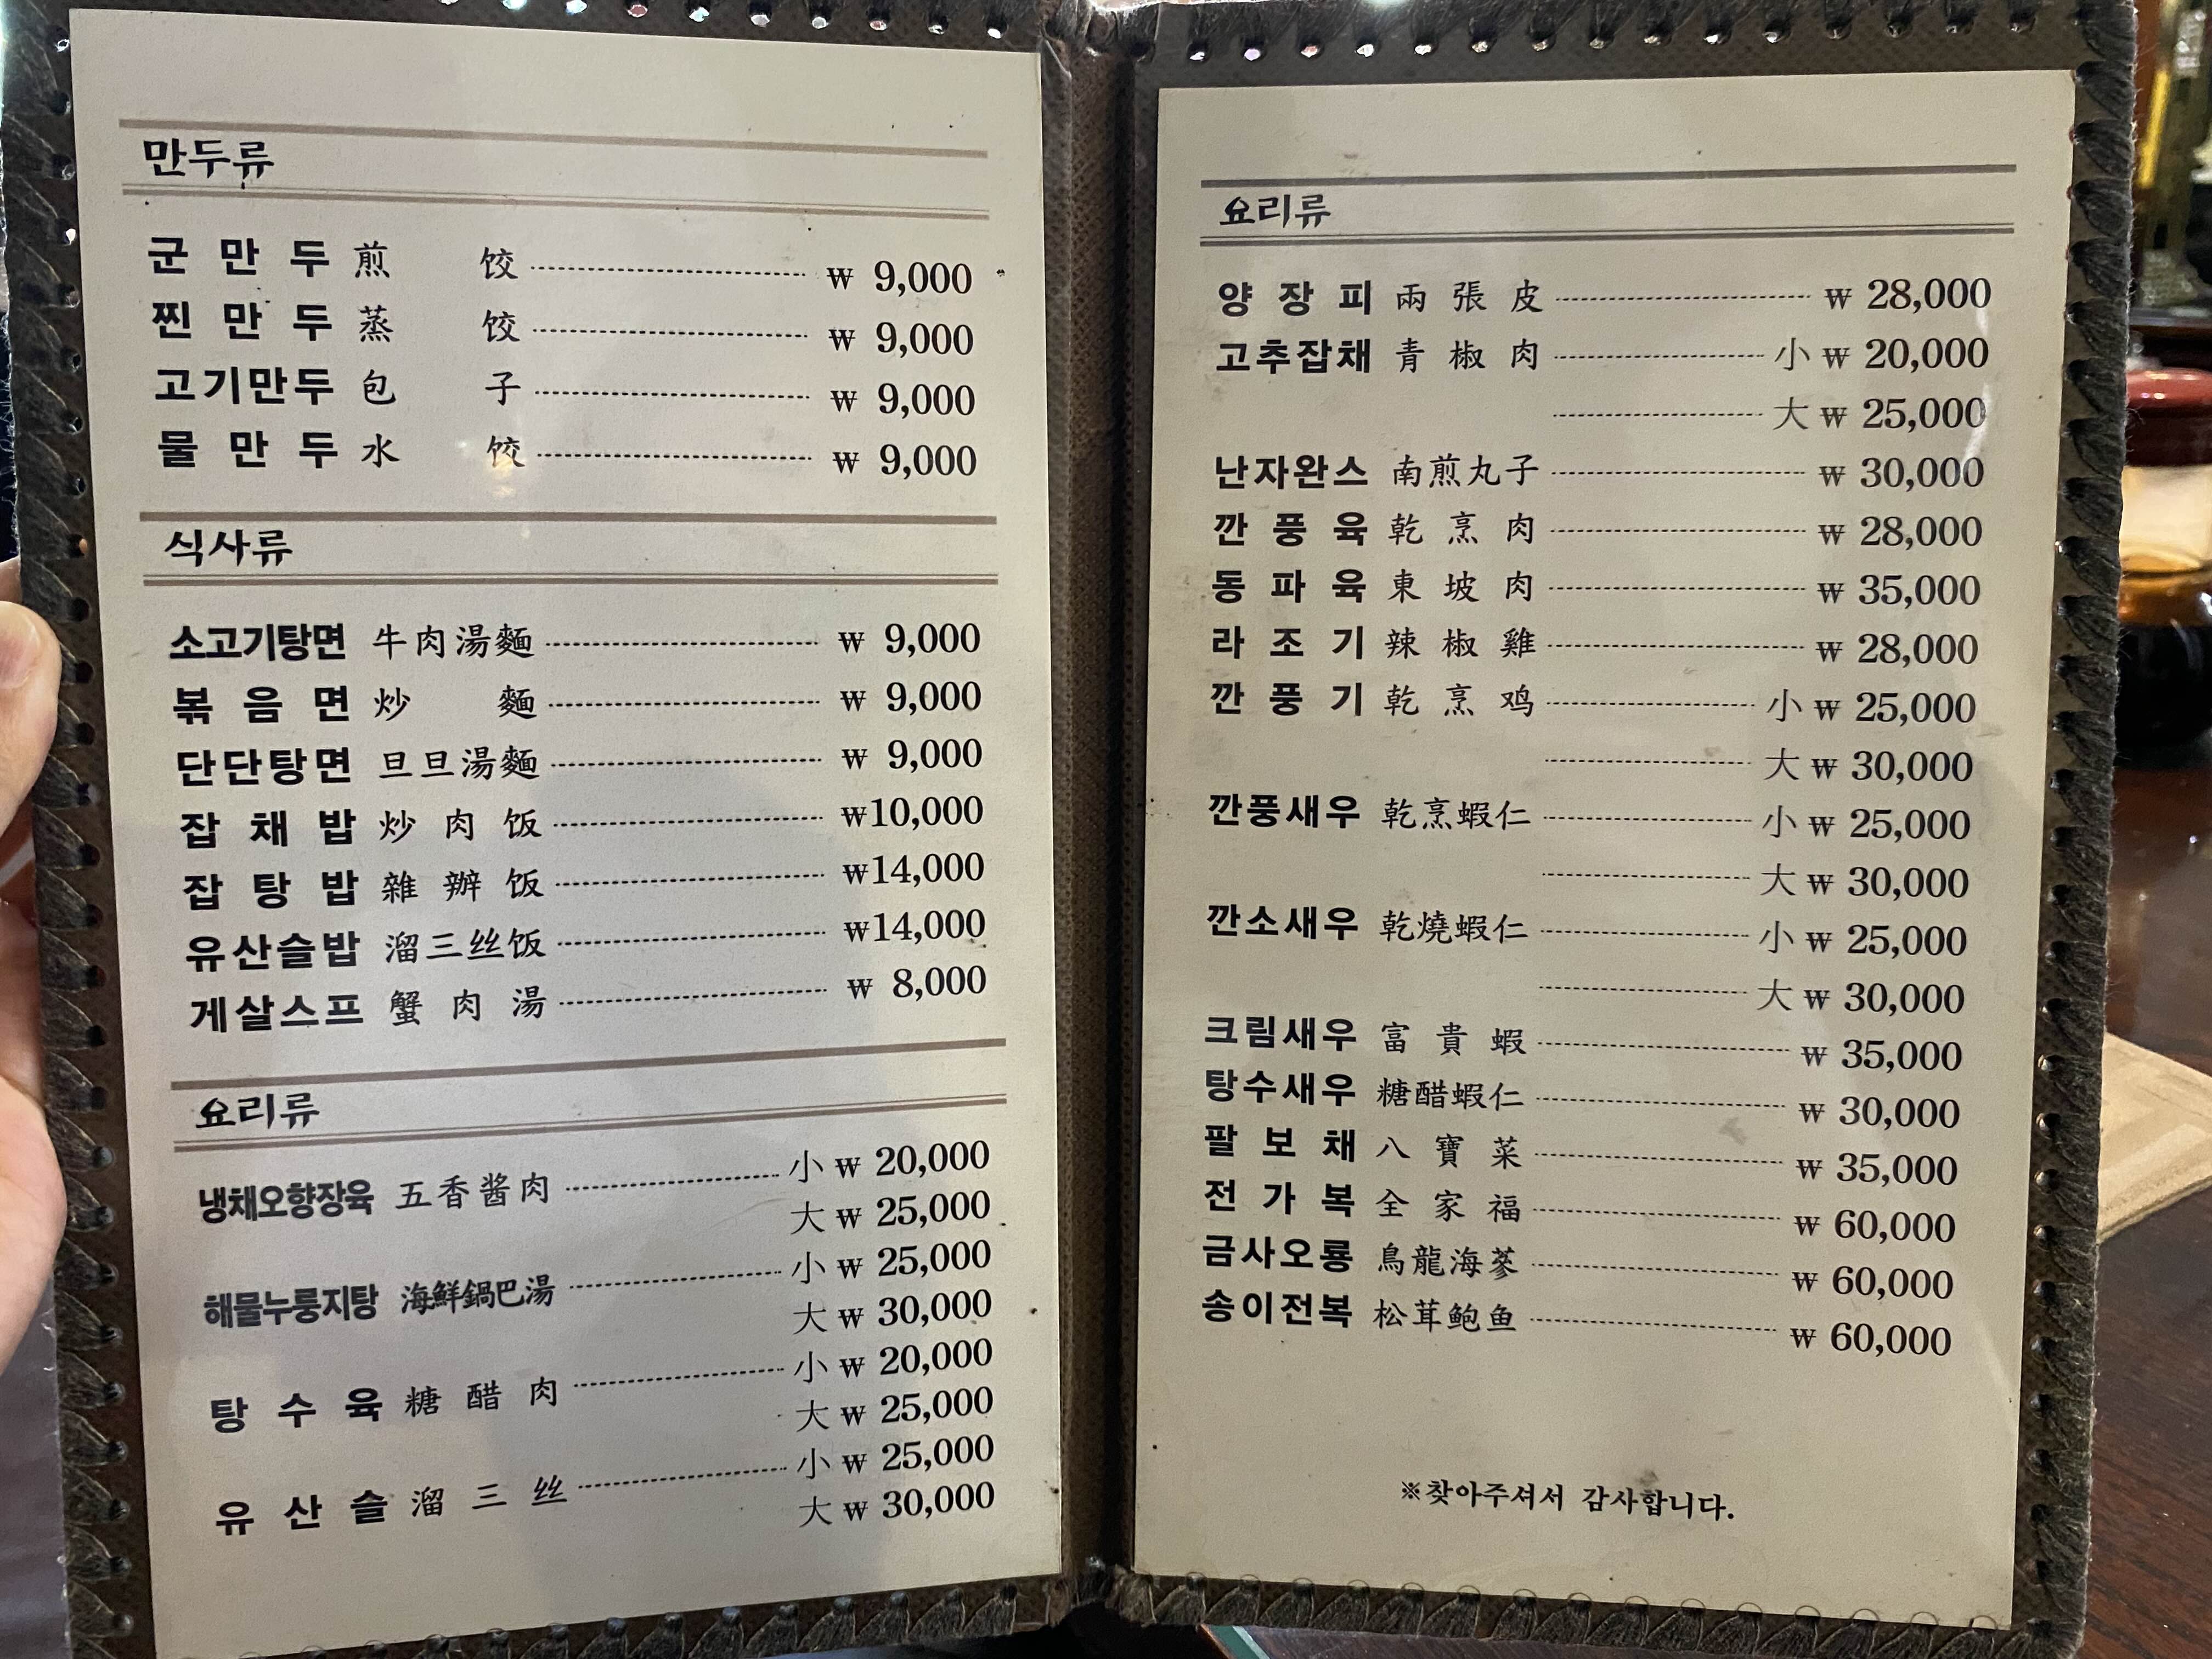 만두류
군만두 煎饺 ₩ 9,000
찐만두 蒸饺 ₩ 9,000
고기만두 包子 ₩ 9,000
물만두 水饺 ₩ 9,000
식사류
소고기탕면 牛肉湯麵 ₩ 9,000
볶음면 炒麵 ₩ 9,000
단단탕면 旦旦湯麵 ₩ 9,000
잡채밥 炒肉饭 ₩10,000
잡탕밥 雜辦饭 ₩14,000
유산슬밥 溜三丝饭 ₩14,000
게살스프 蟹肉湯 ₩ 8,000
요리류
냉채오향장육 五香酱肉 小 ₩ 20,000
大 ₩ 25,000
해물누룽지탕 海鮮鍋巴湯 小 ₩ 25,000
大 ₩ 30,000
탕수육 糖醋肉 小 ₩ 20,000
大 ₩ 25,000
유산슬 溜三丝 小 ₩ 25,000
大 ₩ 30,000
요리류
양장피 兩張皮 ₩ 28,000
고추잡채 青椒肉 小 ₩ 20,000
大 ₩ 25,000
난자완스 南煎丸子 ₩ 30,000
깐풍육 乾烹肉 ₩ 28,000
동파육 東坡肉 ₩ 35,000
라조기 辣椒雞 ₩ 28,000
깐풍기 乾烹鸡 小 ₩ 25,000
大 ₩ 30,000
깐풍새우 乾烹蝦仁 小 ₩ 25,000
大 ₩ 30,000
깐소새우 乾燒蝦仁 小 ₩ 25,000
大 ₩ 30,000
크림새우 富貴蝦 ₩ 35,000
탕수새우 糖醋蝦仁 ₩ 30,000
팔보채 八寶菜 ₩ 35,000
전가복 全家福 ₩ 60,000
금사오룡 鳥龍海蔘 ₩ 60,000
송이전복 松茸鲍鱼 ₩ 60,000
※찾아주셔서 감사합니다.